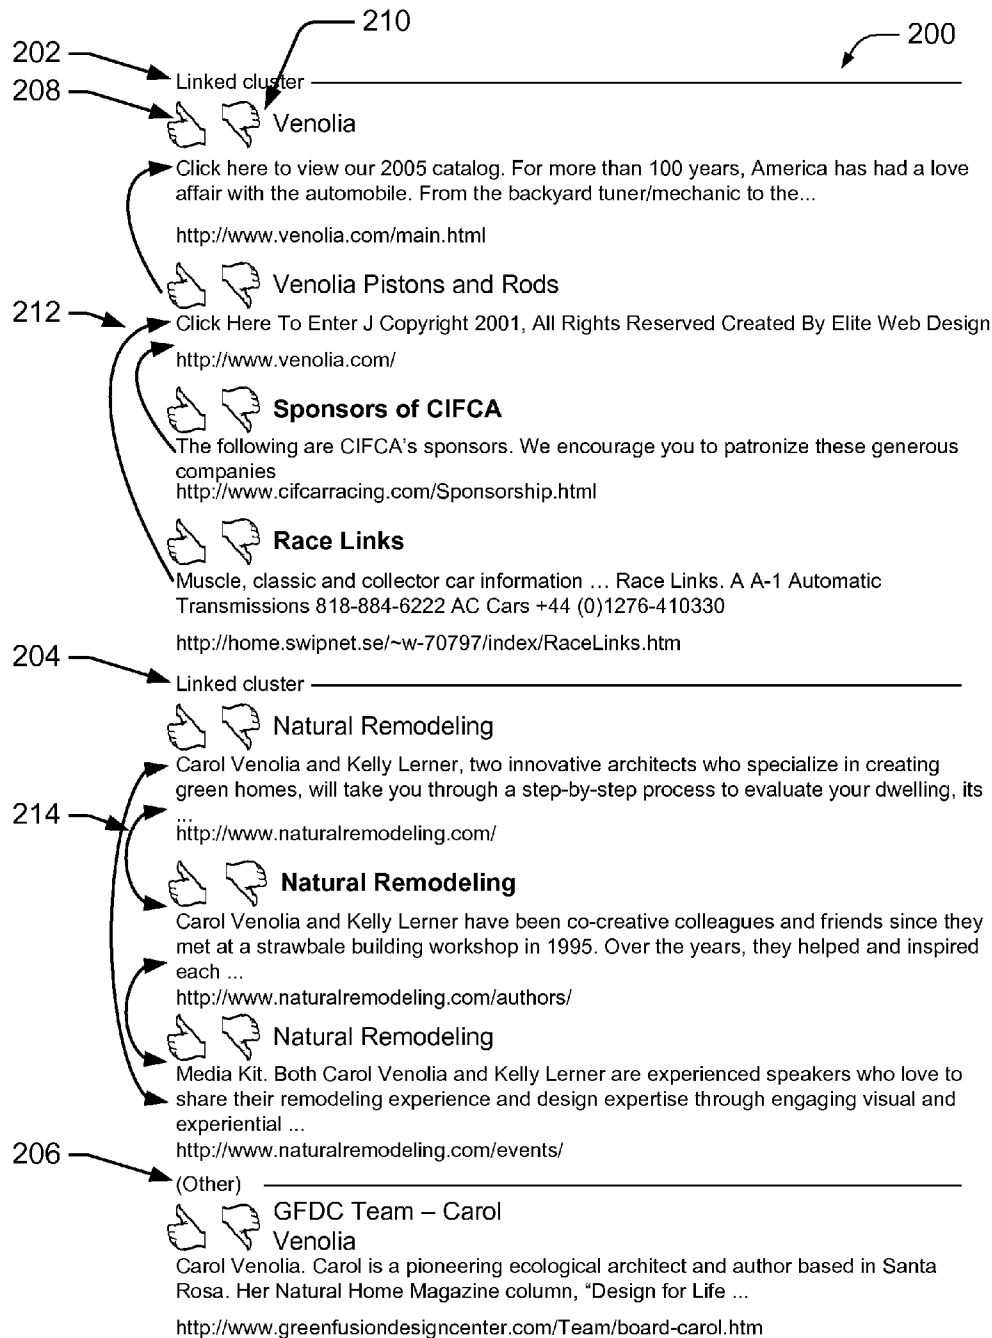 210
200
202
Linked cluster
208
Venolia
Click here to view our 2005 catalog. For more than 100 years, America has had a love
affair with the automobile. From the backyard tuner/mechanic to the...
http://www.venolia.com/main.html
Venolia Pistons and Rods
212
Click Here To Enter J Copyright 2001, All Rights Reserved Created By Elite Web Design
http://www.venolia.com/
Sponsors of CIFCA
The following are CIFCA's sponsors. We encourage you to patronize these generous
companies
http://www.cifcarracing.com/Sponsorship.html
Race Links
Muscle, classic and collector car information ... Race Links. A A-1 Automatic
Transmissions 818-884-6222 AC Cars +44 (0)1276-410330
http://home.swipnet.se/~w-70797/index/RaceLinks.htm
204
Linked cluster
Natural Remodeling
Carol Venolia and Kelly Lerner, two innovative architects who specialize in creating
green homes, will take you through a step-by-step process to evaluate your dwelling, its
...
214
http://www.naturalremodeling.com/
Natural Remodeling
Carol Venolia and Kelly Lerner have been co-creative colleagues and friends since they
met at a strawbale building workshop in 1995. Over the years, they helped and inspired
each ...
http://www.naturalremodeling.com/authors/
Natural Remodeling
Media Kit. Both Carol Venolia and Kelly Lerner are experienced speakers who love to
share their remodeling experience and design expertise through engaging visual and
experiential ...
http://www.naturalremodeling.com/events/
206
(Other)
GFDC Team – Carol
Venolia
Carol Venolia. Carol is a pioneering ecological architect and author based in Santa
Rosa. Her Natural Home Magazine column, “Design for Life ...
http://www.greenfusiondesigncenter.com/Team/board-carol.htm